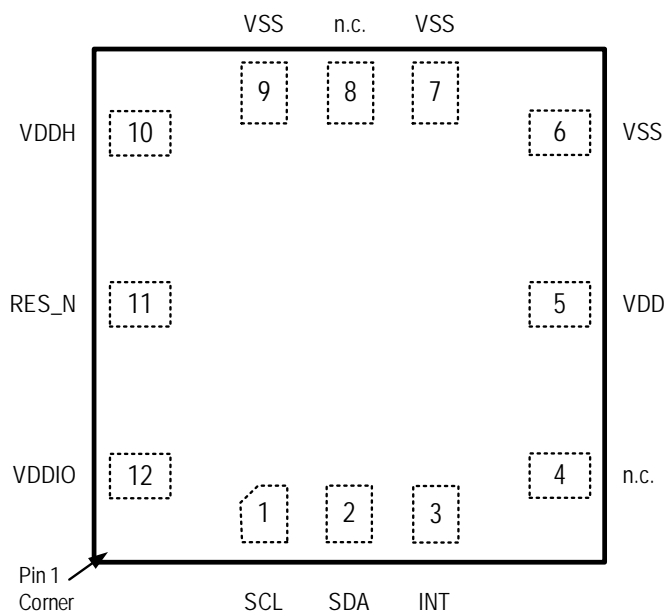 VSS n.c. VSS
9 8 7
VDDH 10 6 VSS
RES_N 11 5 VDD
VDDIO 12 4 n.c.
1 2 3
Pin 1
Corner
SCL SDA INT